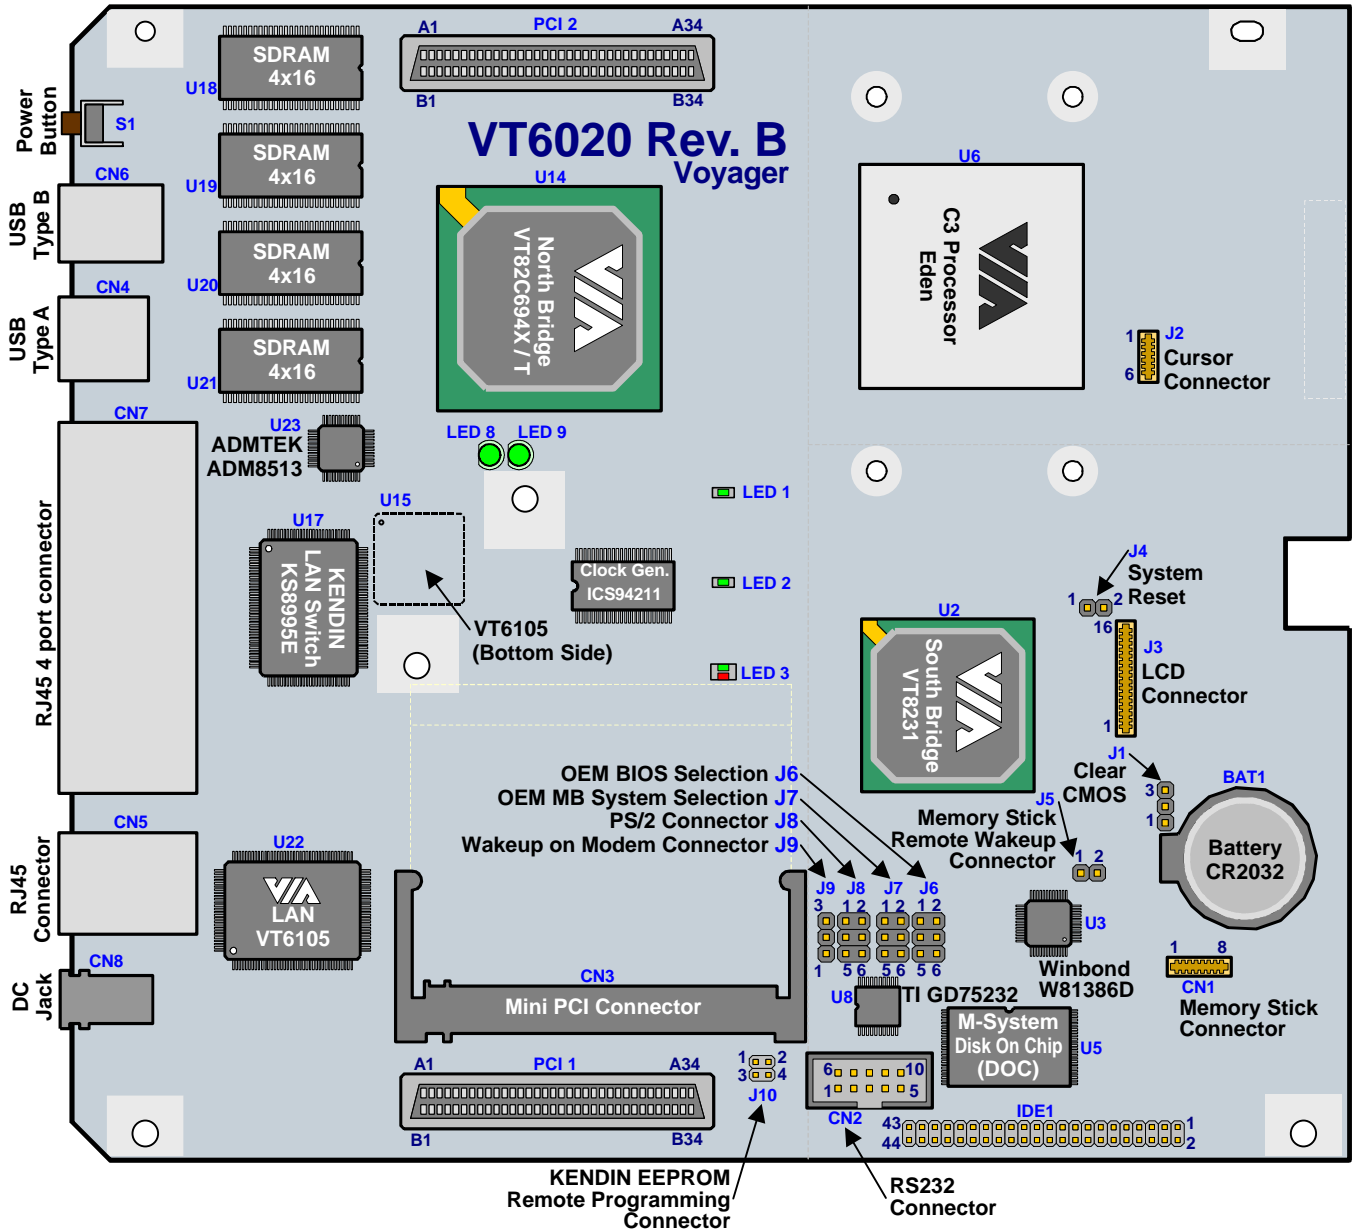 A1
PCI 2
A34
B1
B34
SDRAM
4x16
U18
Power
Button
S1
VT6020 Rev. B
Voyager
SDRAM
4x16
U19
CN6
USB
Type B
U14
North Bridge
VT82C694X / T
VIA
U6
C3 Processor
Eden
VIA
SDRAM
4x16
U20
CN4
USB
Type A
SDRAM
4x16
U21
1
6
J2
Cursor
Connector
CN7
RJ45 4 port connector
U23
ADMTEK
ADM8513
LED 8
LED 9
LED 1
U15
U17
KENDIN
LAN Switch
KS8995E
Clock Gen.
ICS94211
LED 2
VT6105
(Bottom Side)
LED 3
J4
System
Reset
1
2
U2
South Bridge
VT8231
VIA
16
J3
LCD
Connector
1
J1
Clear
CMOS
3
1
BAT1
Battery
CR2032
OEM BIOS Selection J6
OEM MB System Selection J7
PS/2 Connector J8
Wakeup on Modem Connector J9
J5
Memory Stick
Remote Wakeup
Connector
1 2
CN5
RJ45
Connector
U22
VIA
LAN
VT6105
J9
J8
J7
J6
3
1 2
1 2
1 2
1
5 6
5 6
5 6
U3
Winbond
W81386D
1
8
CN1
Memory Stick
Connector
CN8
DC
Jack
CN3
Mini PCI Connector
U8
TI GD75232
M-System
Disk On Chip
(DOC)
U5
A1
PCI 1
A34
B1
B34
1
2
3
4
J10
6
10
1
5
CN2
IDE1
43
1
44
2
KENDIN EEPROM
Remote Programming
Connector
RS232
Connector